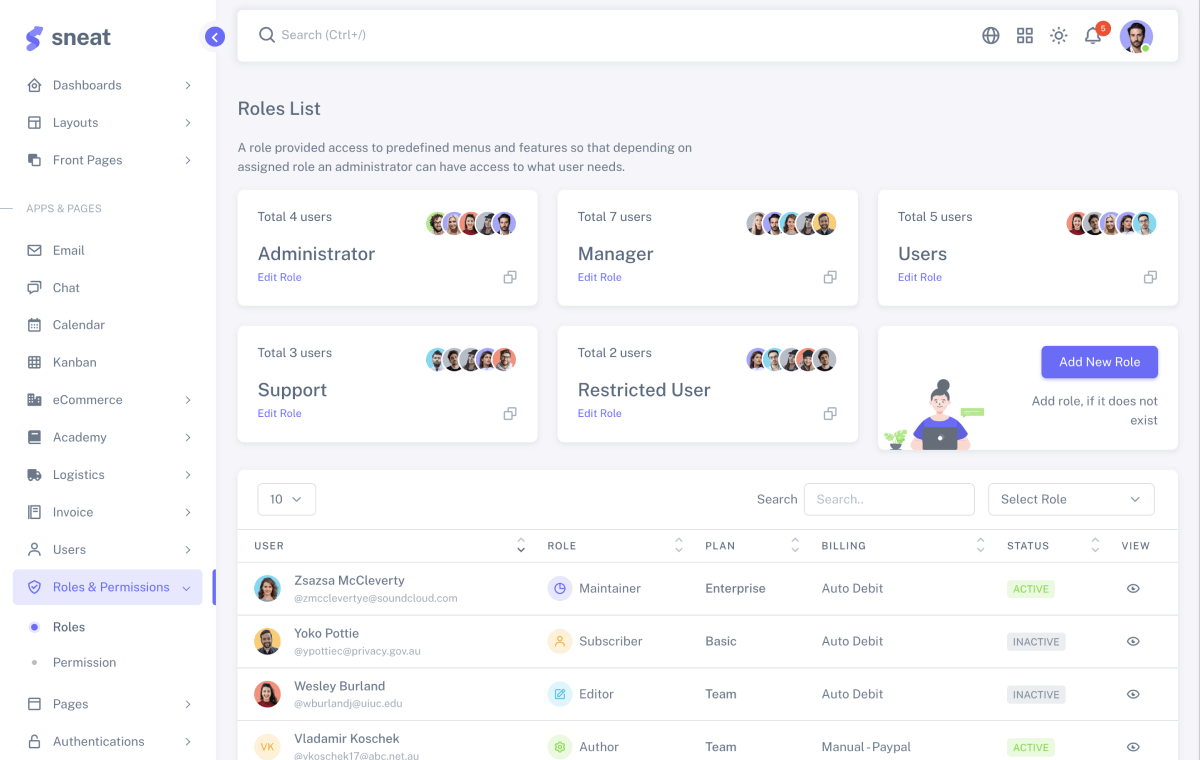 sneat
Search (Ctrl+/)
5
Dashboards
Layouts
Front Pages
APPS & PAGES
Email
Chat
Calendar
Kanban
eCommerce
Academy
Logistics
Invoice
Users
Roles & Permissions
Roles
Permission
Pages
Authentications
Roles List
A role provided access to predefined menus and features so that depending on
assigned role an administrator can have access to what user needs.
Total 4 users
Administrator
Edit Role
Total 7 users
Manager
Edit Role
Total 5 users
Users
Edit Role
Total 3 users
Support
Edit Role
Total 2 users
Restricted User
Edit Role
Add New Role
Add role, if it does not
exist
10
Search
Search..
Select Role
USER ROLE PLAN BILLING STATUS VIEW
Zsazsa McCleverty
@zmcclevertye@soundcloud.com
Maintainer Enterprise Auto Debit ACTIVE
Yoko Pottie
@ypottiec@privacy.gov.au
Subscriber Basic Auto Debit INACTIVE
Wesley Burland
@wburlandj@uiuc.edu
Editor Team Auto Debit INACTIVE
VK
Vladamir Koschek
@vkoschek17@abc.net.au
Author Team Manual - Paypal ACTIVE